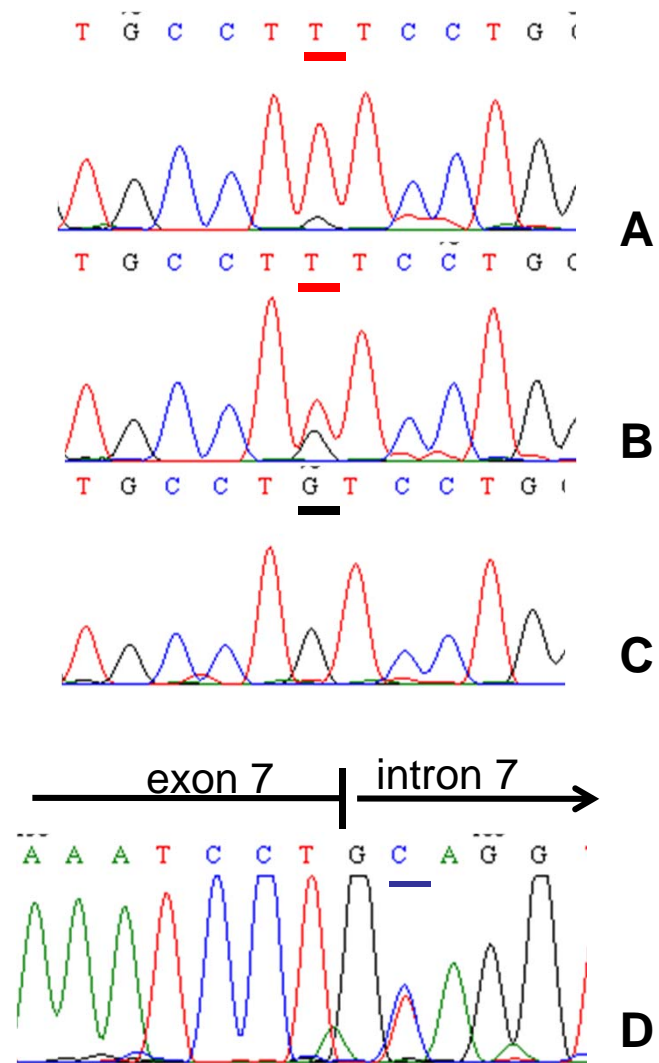 T G C C T T T C C T G
A
T G C C T T T C C T G
B
T G C C T G T C C T G
C
exon 7 intron 7
A A A T C C T G C A G G
D